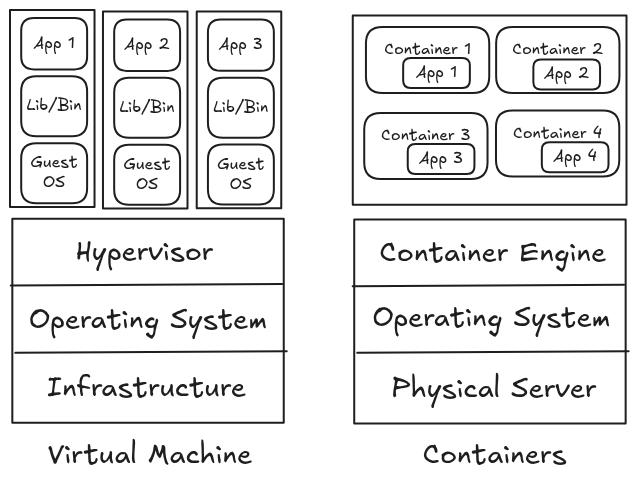 App 1
Lib/Bin
Guest
OS
App 2
Lib/Bin
Guest
OS
App 3
Lib/Bin
Guest
OS
Hypervisor
Operating System
Infrastructure
Virtual Machine
Container 1
App 1
Container 2
App 2
Container 3
App 3
Container 4
App 4
Container Engine
Operating System
Physical Server
Containers